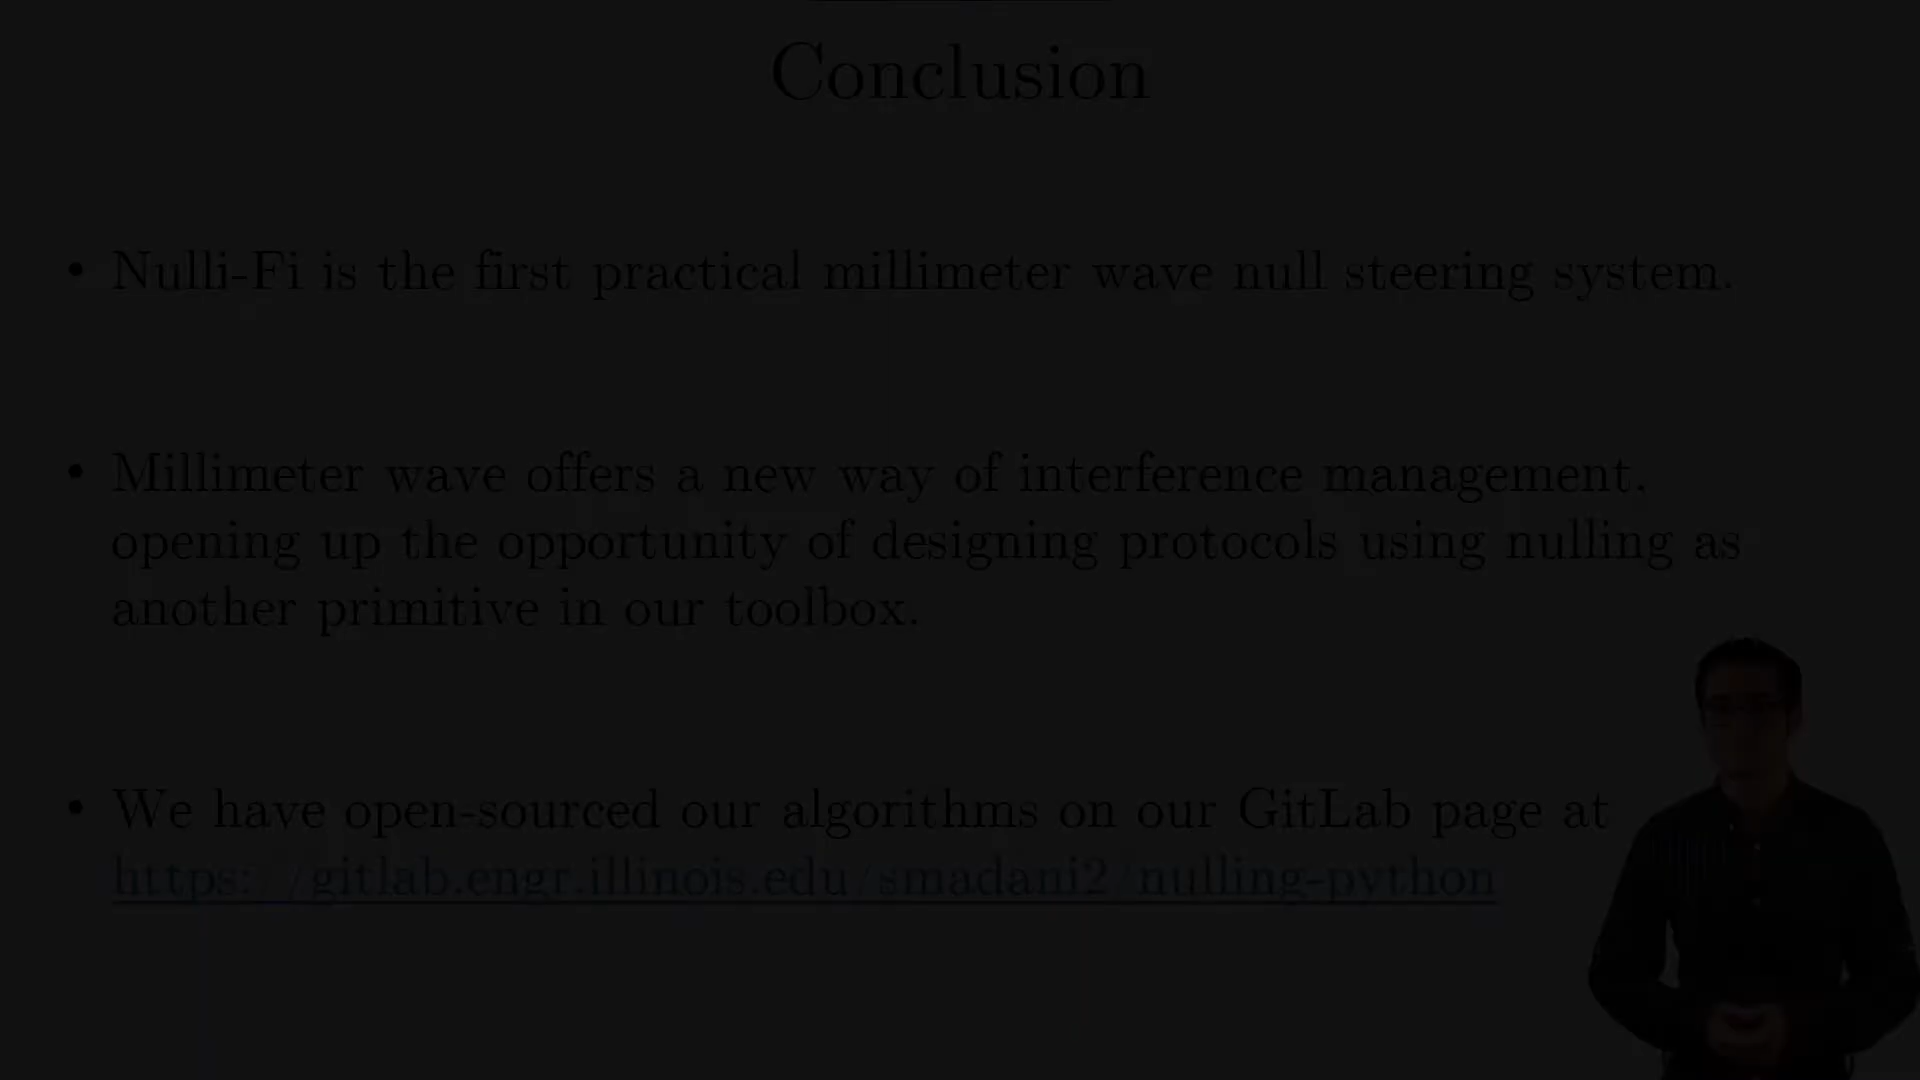 Conclusion
• Nulli-Fi is the first practical millimeter wave null steering system.
• Millimeter wave offers a new way of interference management,
opening up the opportunity of designing protocols using nulling as
another primitive in our toolbox.
• We have open-sourced our algorithms on our GitLab page at
https://gitlab.engr.illinois.edu/smadani2/nulling-python